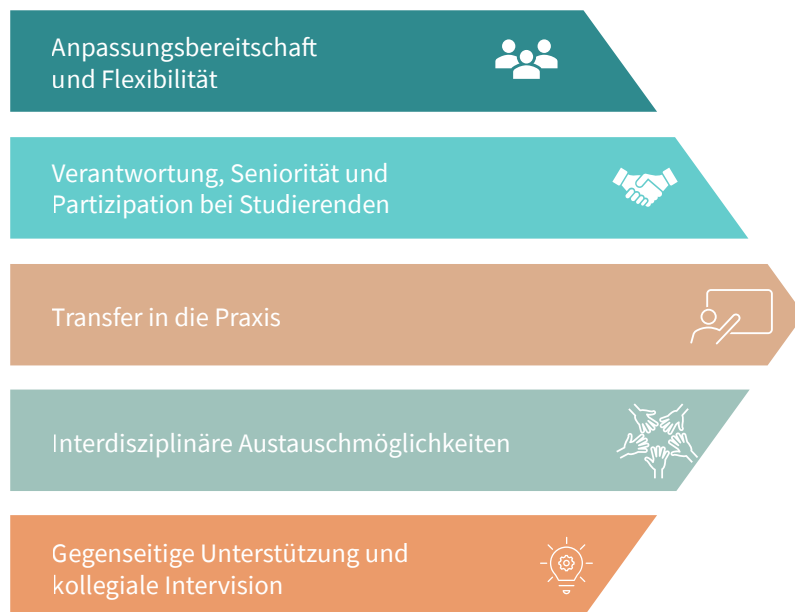 Anpassungsbereitschaft
und Flexibilität
Verantwortung, Seniorität und
Partizipation bei Studierenden
Transfer in die Praxis
Interdisziplinäre Austauschmöglichkeiten
Gegenseitige Unterstützung und
kollegiale Intervision